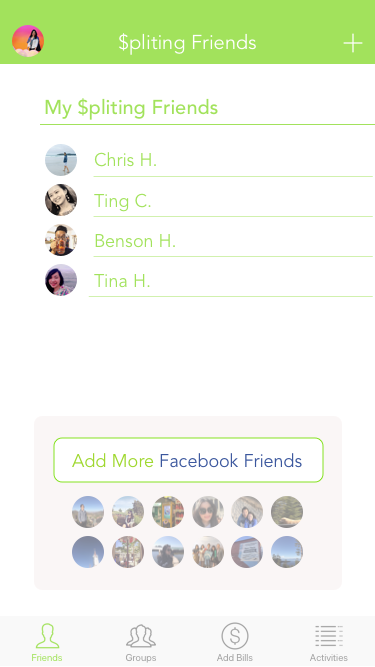 $pliting Friends
My $pliting Friends
Chris H.
Ting C.
Benson H.
Tina H.
Add More Facebook Friends
Friends
Groups
Add Bills
Activities